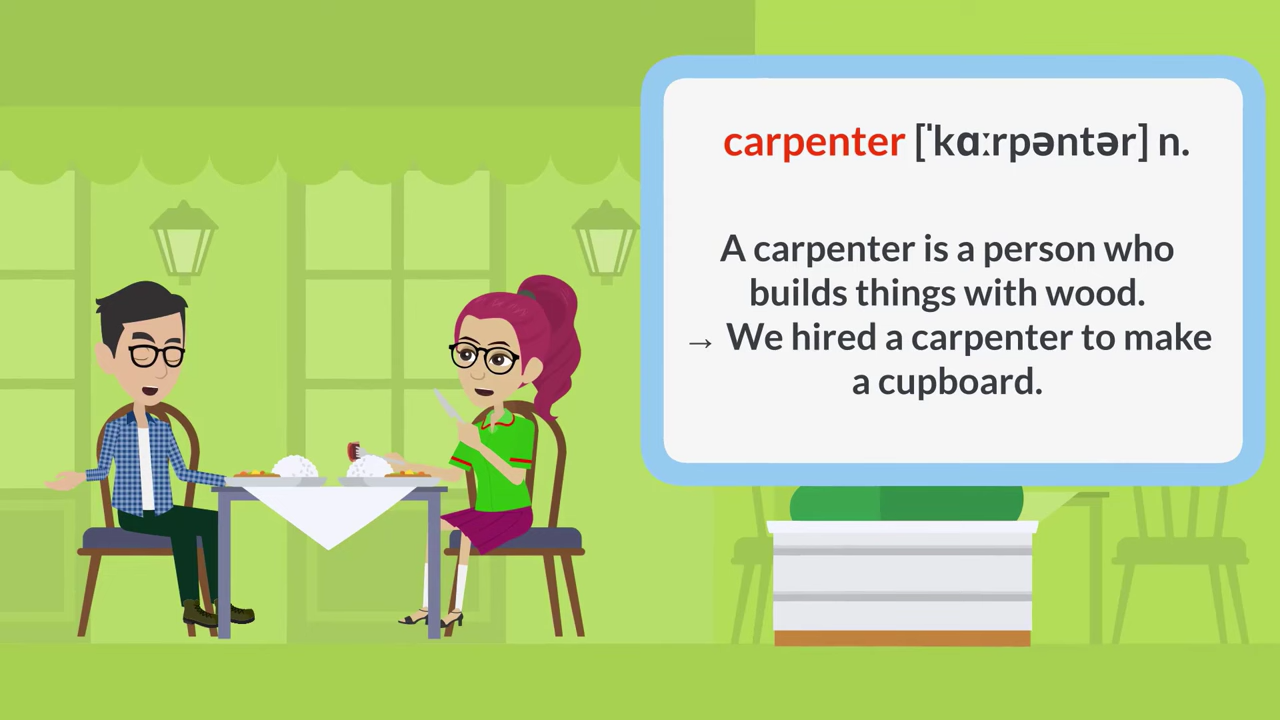 carpenter [ˈkɑːrpəntər] n.
A carpenter is a person who
builds things with wood.
→ We hired a carpenter to make
a cupboard.